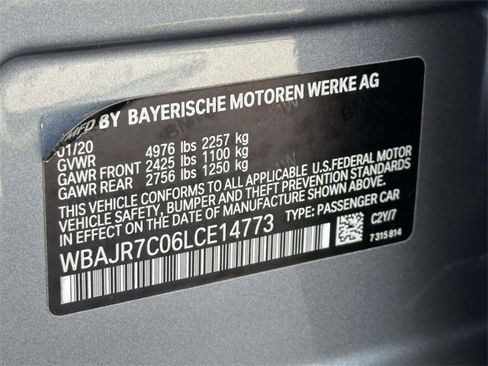 MFD BY BAYERISCHE MOTOREN WERKE AG
01/20
GVWR 4976 lbs 2257 kg
GAWR FRONT 2425 lbs 1100 kg
GAWR REAR 2756 lbs 1250 kg
THIS VEHICLE CONFORMS TO ALL APPLICABLE U.S.FEDERAL MOTOR
VEHICLE SAFETY, BUMPER AND THEFT PREVENTION STANDARDS
IN EFFECT ON THE DATE OF MANUFACTURE SHOWN ABOVE.
WBAJR7C06LCE14773 TYPE: PASSENGER CAR
C2Y/7
7 315 814